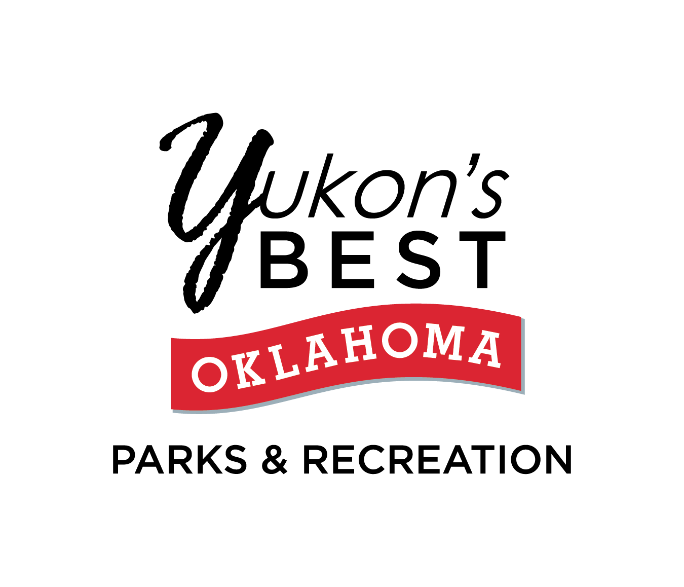 Yukon's
BEST
OKLAHOMA
PARKS & RECREATION